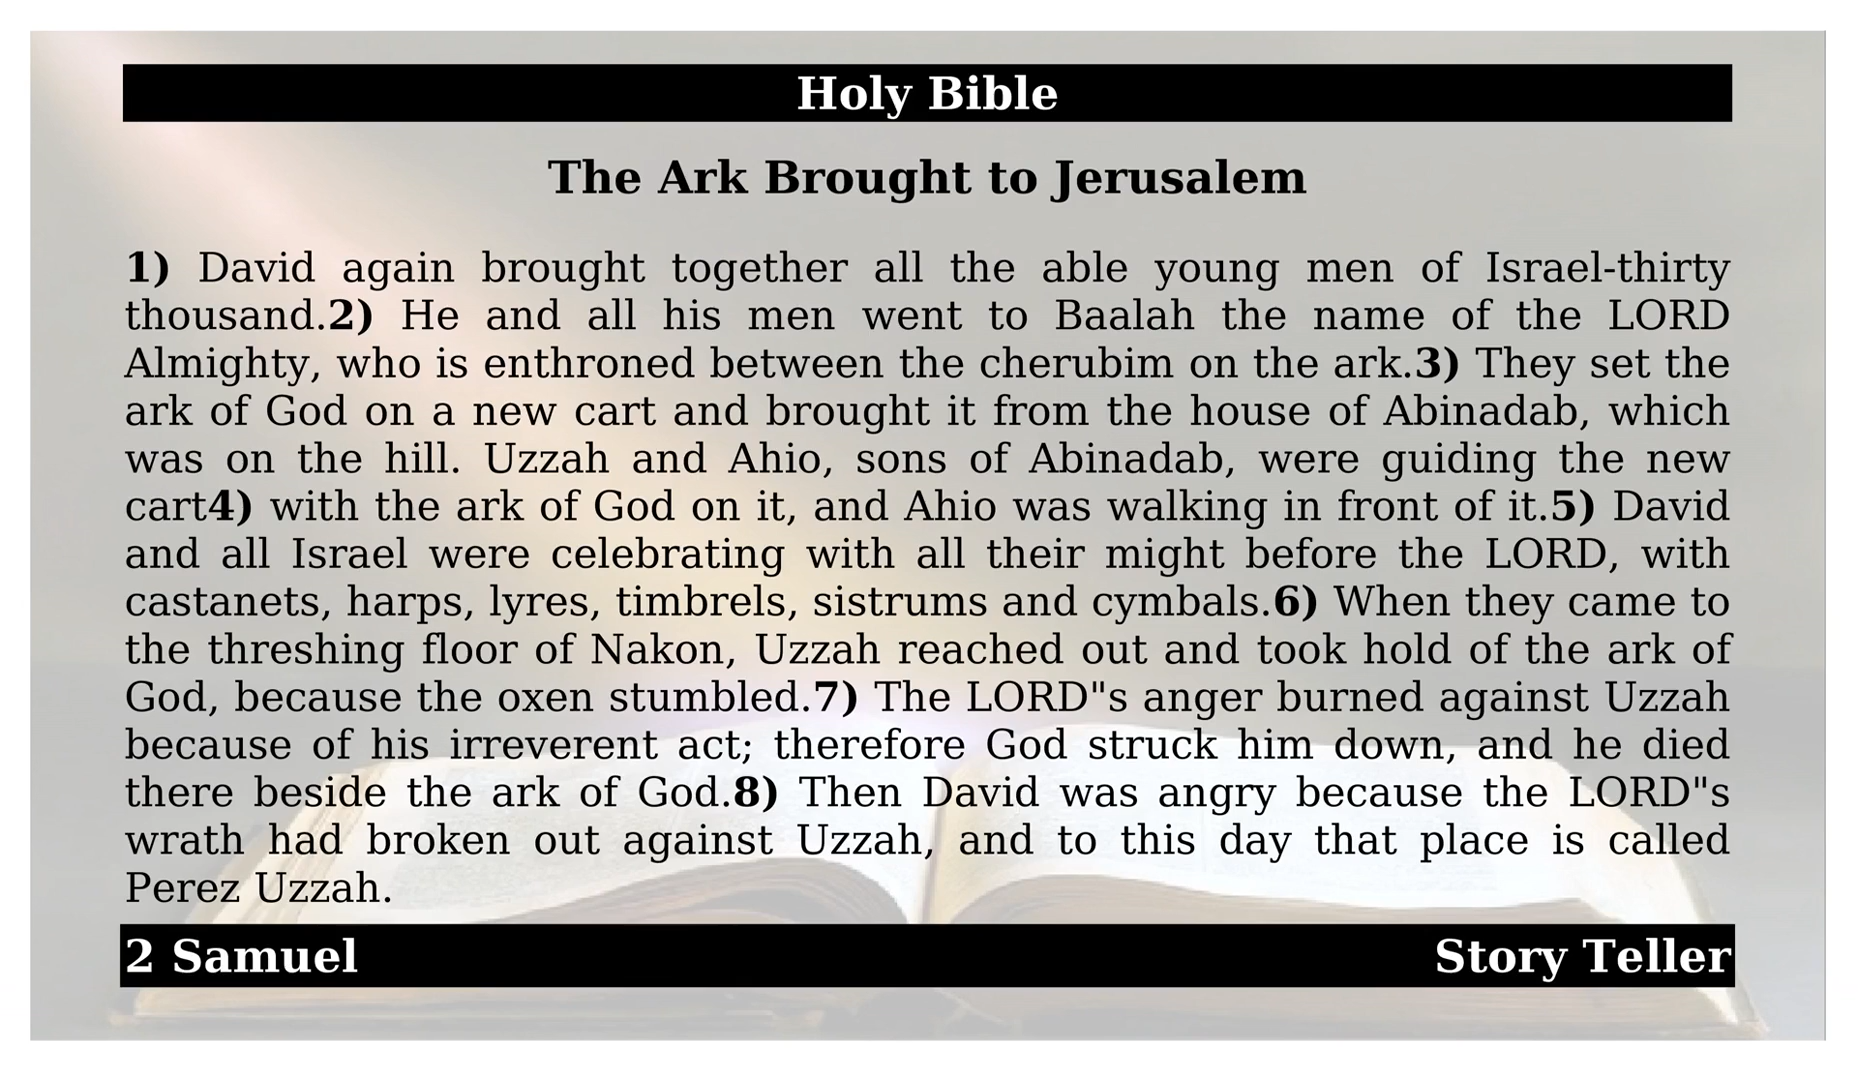 Holy Bible
The Ark Brought to Jerusalem
1) David again brought together all the able young men of Israel-thirty
thousand.2) He and all his men went to Baalah the name of the LORD
Almighty, who is enthroned between the cherubim on the ark.3) They set the
ark of God on a new cart and brought it from the house of Abinadab, which
was on the hill. Uzzah and Ahio, sons of Abinadab, were guiding the new
cart4) with the ark of God on it, and Ahio was walking in front of it.5) David
and all Israel were celebrating with all their might before the LORD, with
castanets, harps, lyres, timbrels, sistrums and cymbals.6) When they came to
the threshing floor of Nakon, Uzzah reached out and took hold of the ark of
God, because the oxen stumbled.7) The LORD"s anger burned against Uzzah
because of his irreverent act; therefore God struck him down, and he died
there beside the ark of God.8) Then David was angry because the LORD"s
wrath had broken out against Uzzah, and to this day that place is called
Perez Uzzah.
2 Samuel Story Teller